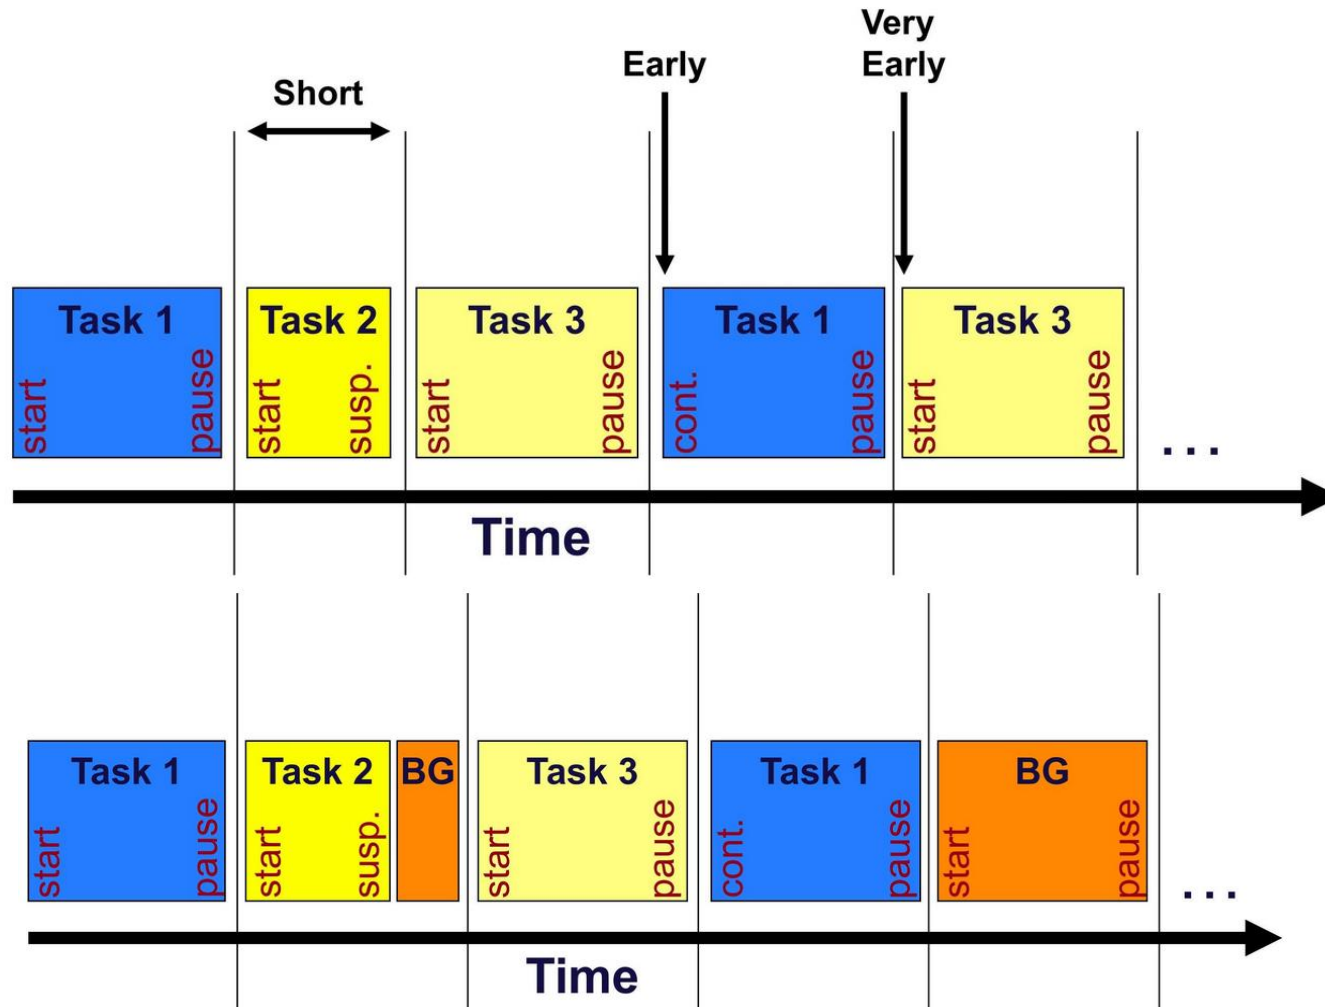 Very
Early
Early
Short
Task 1
start
pause
Task 2
start
susp.
Task 3
start
pause
Task 1
cont.
pause
Task 3
start
pause
...
Time
Task 1
start
pause
Task 2
start
susp.
BG
Task 3
start
pause
Task 1
cont.
pause
BG
start
pause
...
Time